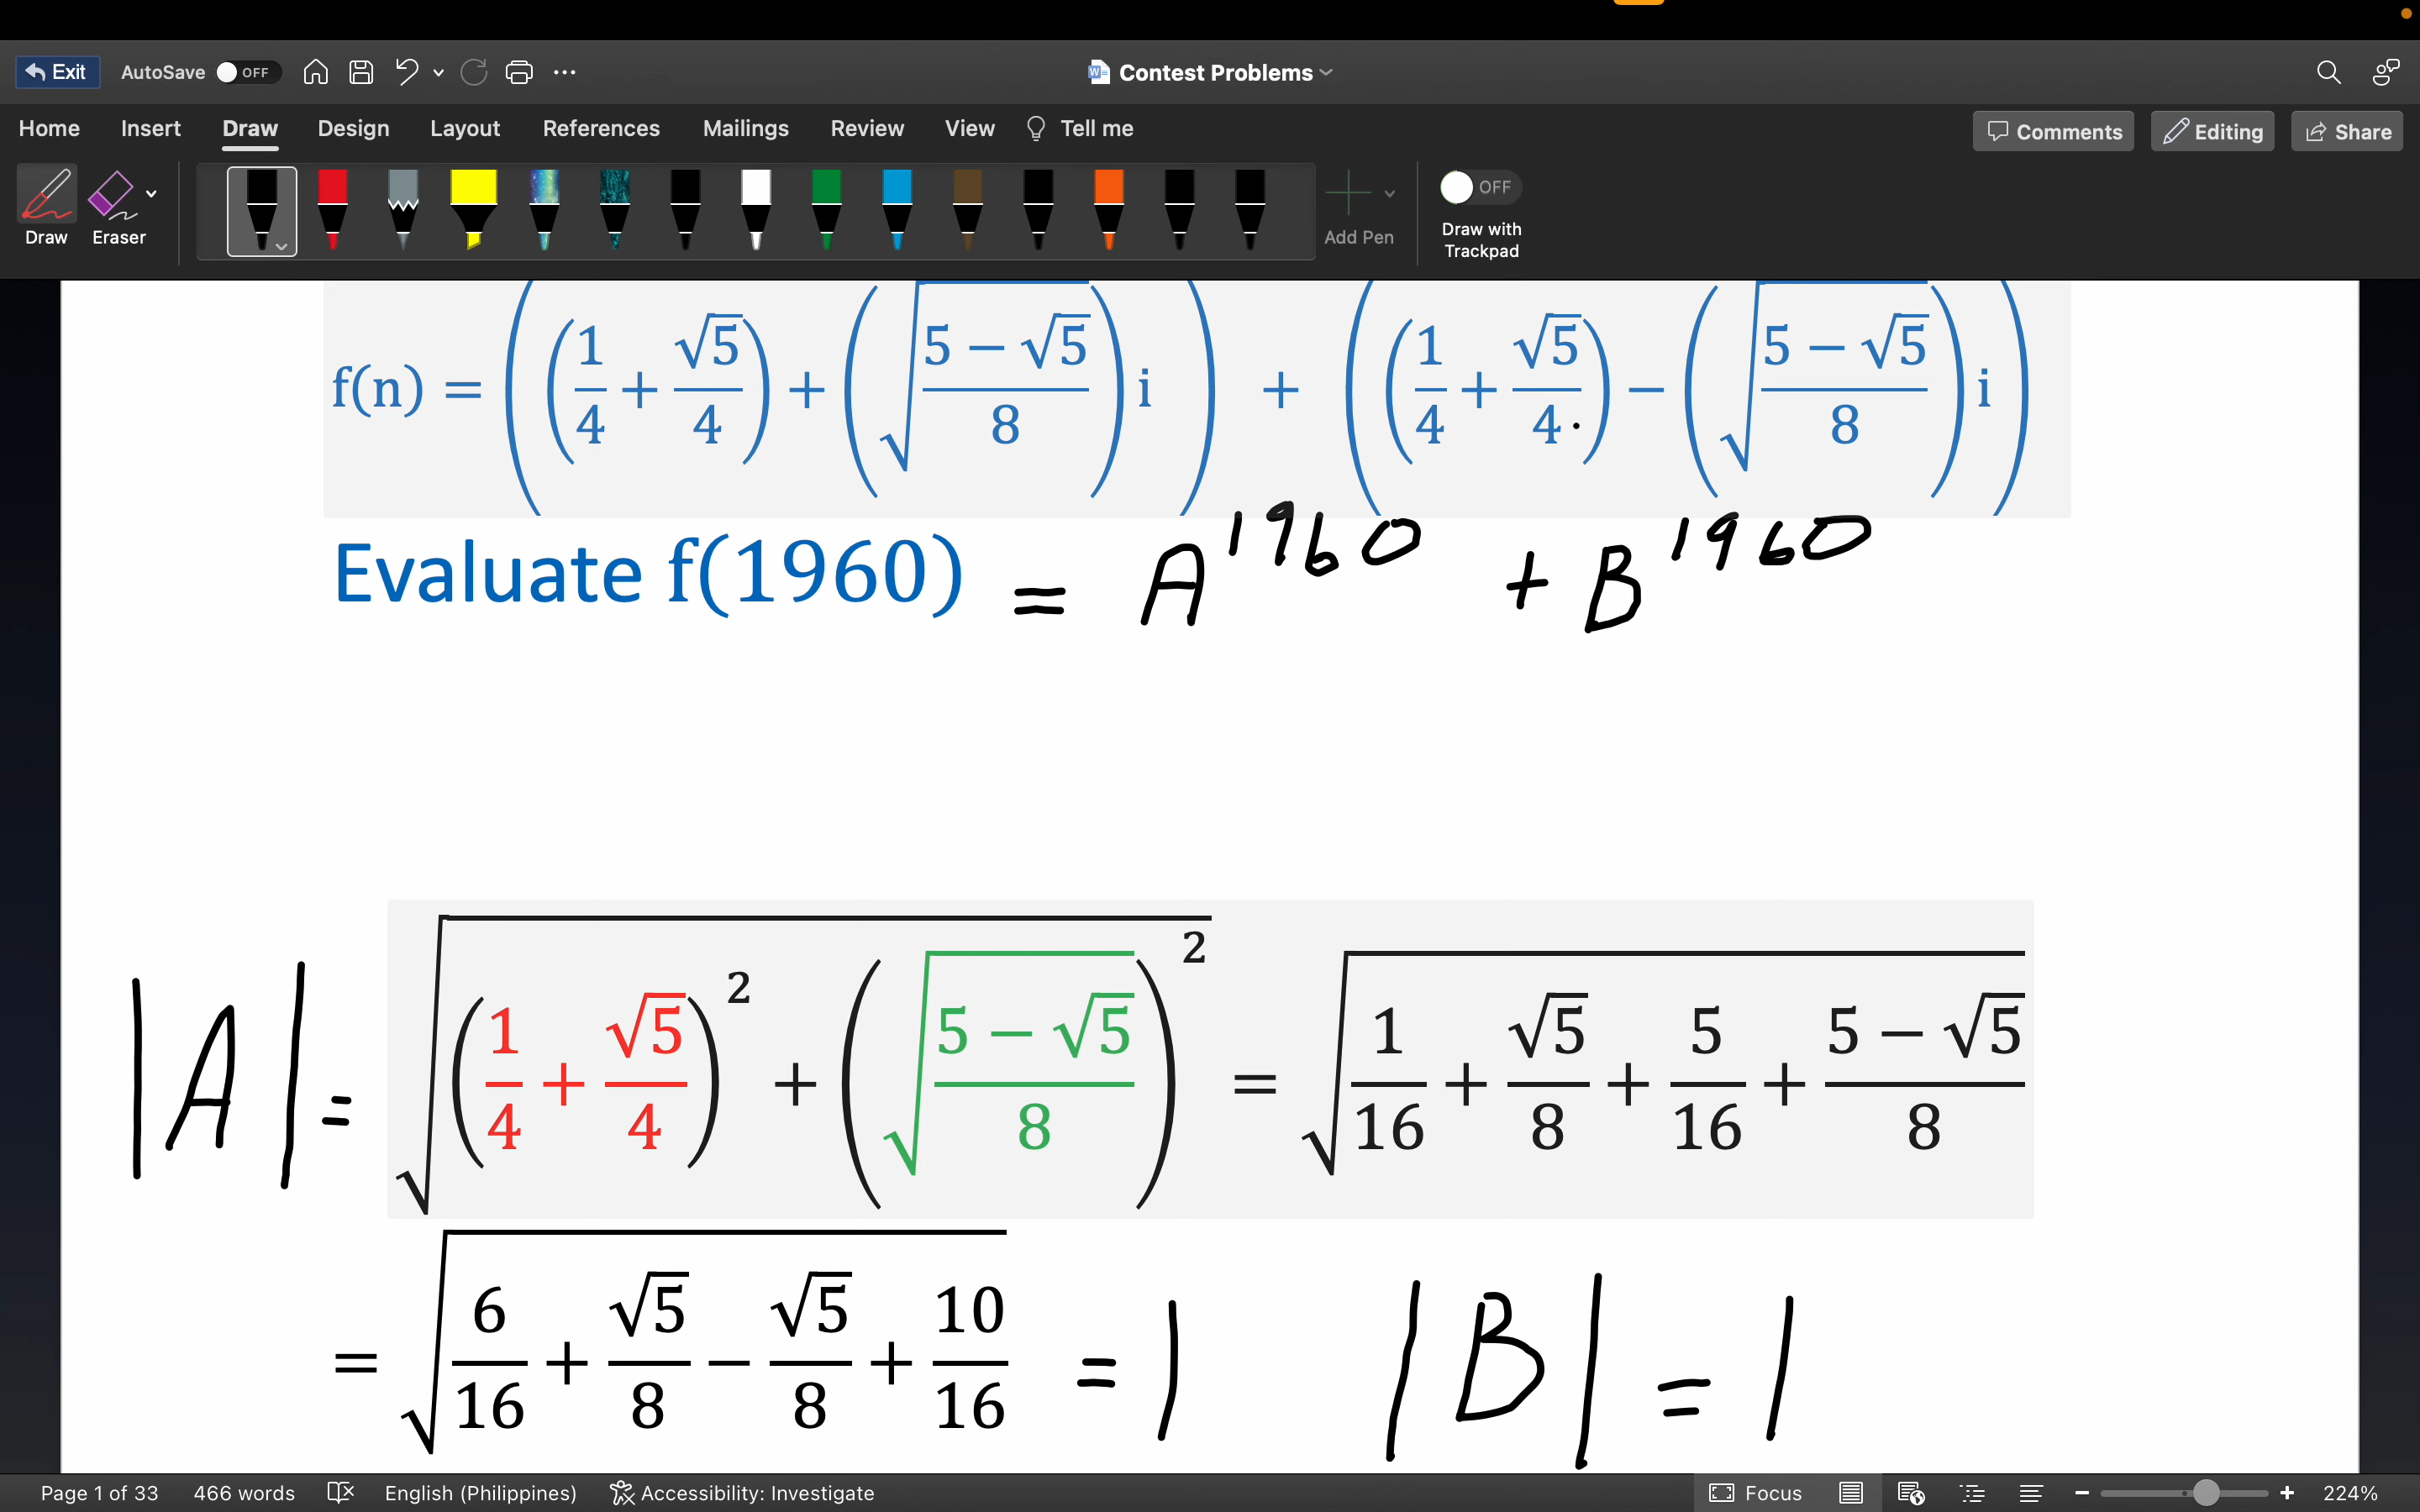 Exit AutoSave OFF Contest Problems
Home Insert Draw Design Layout References Mailings Review View Tell me Comments Editing Share
Draw Eraser Add Pen OFF Draw with Trackpad
f(n) = ((1/4 + √5/4) + (√((5 − √5)/8)) i) + ((1/4 + √5/4) − (√((5 − √5)/8)) i)
Evaluate f(1960) = A^1960 + B^1960
|A| = √((1/4 + √5/4)² + (√((5 − √5)/8))²) = √(1/16 + √5/8 + 5/16 + (5 − √5)/8)
= √(6/16 + √5/8 − √5/8 + 10/16) = 1 |B| = 1
Page 1 of 33 466 words English (Philippines) Accessibility: Investigate Focus 224%